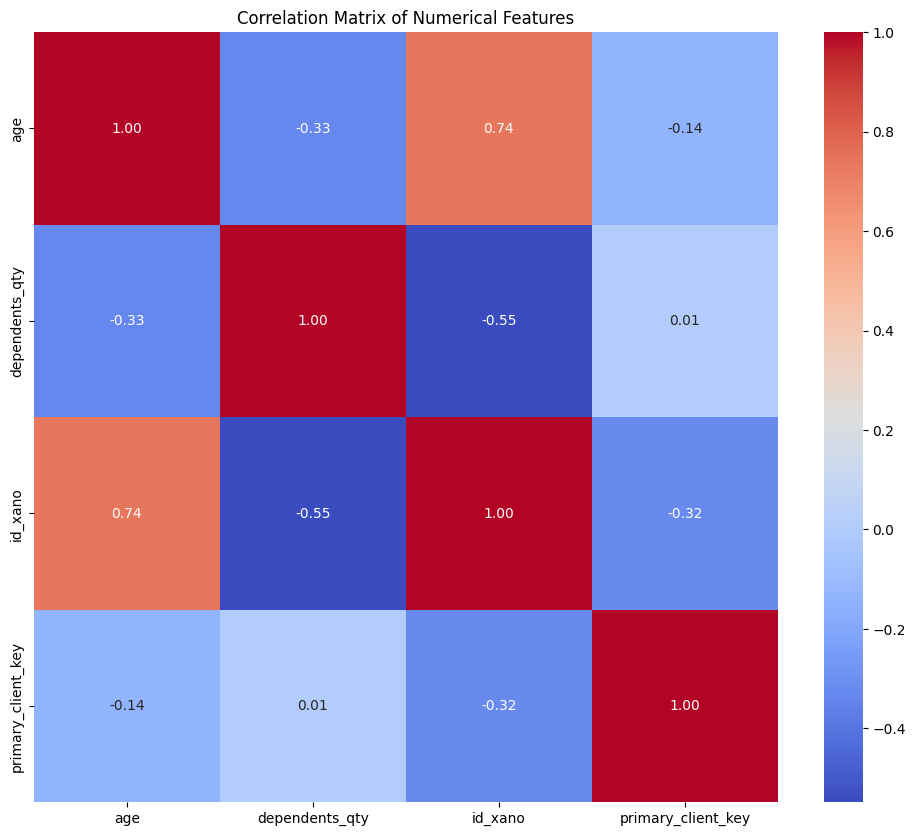 Correlation Matrix of Numerical Features
age
1.00
-0.33
0.74
-0.14
dependents_qty
-0.33
1.00
-0.55
0.01
id_xano
0.74
-0.55
1.00
-0.32
primary_client_key
-0.14
0.01
-0.32
1.00
age
dependents_qty
id_xano
primary_client_key
1.0
0.8
0.6
0.4
0.2
0.0
−0.2
−0.4